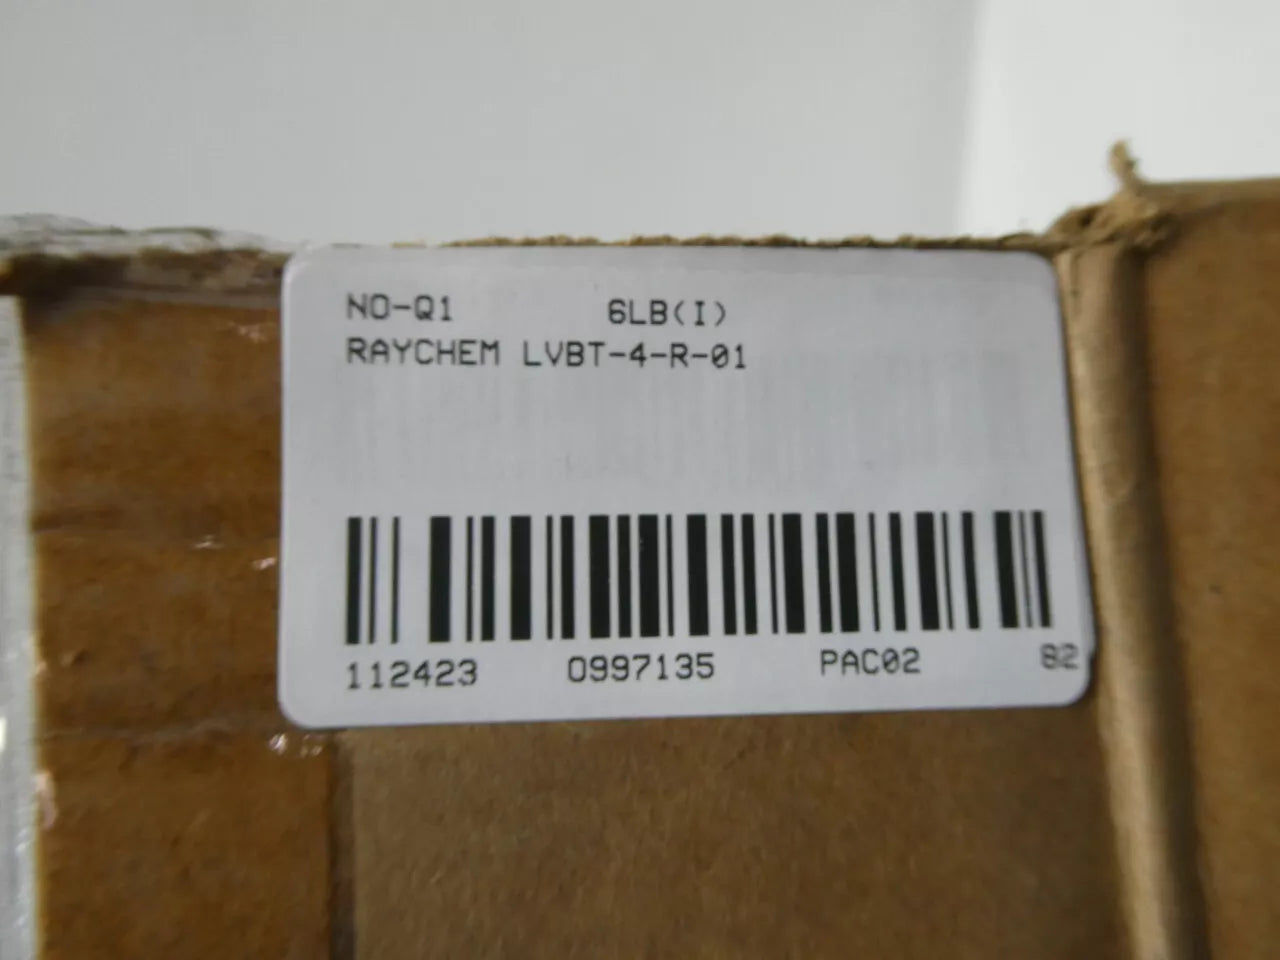 NO-Q1 6LB(I)
RAYCHEM LVBT-4-R-01
112423 0997135 PAC02 82